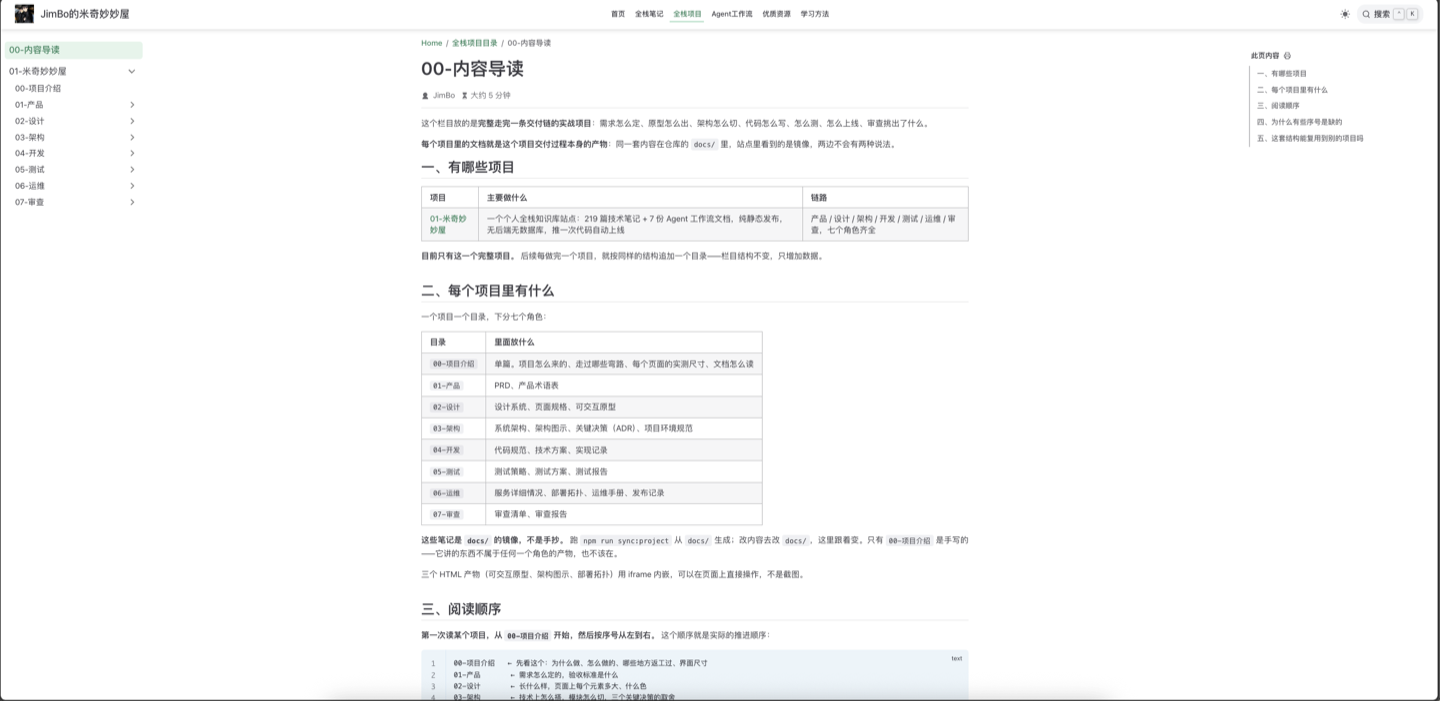 JimBo的米奇妙妙屋
首页 全栈笔记 全栈项目 Agent工作流 优质资源 学习方法
搜索 ⌃ K
00-内容导读
01-米奇妙妙屋
00-项目介绍
01-产品
02-设计
03-架构
04-开发
05-测试
06-运维
07-审查
Home / 全栈项目目录 / 00-内容导读
00-内容导读
JimBo 大约 5 分钟
这个栏目放的是完整走完一条交付链的实战项目：需求怎么定、原型怎么出、架构怎么切、代码怎么写、怎么测、怎么上线、审查挑出了什么。
每个项目里的文档就是这个项目交付过程本身的产物：同一套内容在仓库的 docs/ 里，站点里看到的是镜像，两边不会有两种说法。
一、有哪些项目
项目 主要做什么 链路
01-米奇妙妙屋 一个个人全栈知识库站点：219 篇技术笔记 + 7 份 Agent 工作流文档，纯静态发布，无后端无数据库，推一次代码自动上线 产品 / 设计 / 架构 / 开发 / 测试 / 运维 / 审查，七个角色齐全
目前只有这一个完整项目。后续每做完一个项目，就按同样的结构追加一个目录——栏目结构不变，只增加数据。
二、每个项目里有什么
一个项目一个目录，下分七个角色：
目录 里面放什么
00-项目介绍 单篇。项目怎么来的、走过哪些弯路、每个页面的实测尺寸、文档怎么读
01-产品 PRD、产品术语表
02-设计 设计系统、页面规格、可交互原型
03-架构 系统架构、架构图示、关键决策（ADR）、项目环境规范
04-开发 代码规范、技术方案、实现记录
05-测试 测试策略、测试方案、测试报告
06-运维 服务详细情况、部署拓扑、运维手册、发布记录
07-审查 审查清单、审查报告
这些笔记是 docs/ 的镜像，不是手抄。跑 npm run sync:project 从 docs/ 生成；改内容去改 docs/，这里跟着变。只有 00-项目介绍 是手写的
——它讲的东西不属于任何一个角色的产物，也不该在。
三个 HTML 产物（可交互原型、架构图示、部署拓扑）用 iframe 内嵌，可以在页面上直接操作，不是截图。
三、阅读顺序
第一次读某个项目，从 00-项目介绍 开始，然后按序号从左到右。这个顺序就是实际的推进顺序：
text
1 00-项目介绍 ← 先看这个：为什么做、怎么做的、哪些地方返工过、界面尺寸
2 01-产品 ← 需求怎么定的，验收标准是什么
3 02-设计 ← 长什么样，页面上每个元素多大、什么色
4 03-架构 ← 技术上怎么搭，模块怎么切，三个关键决策的取舍
此页内容
一、有哪些项目
二、每个项目里有什么
三、阅读顺序
四、为什么有些序号是缺的
五、这套结构能复用到别的项目吗